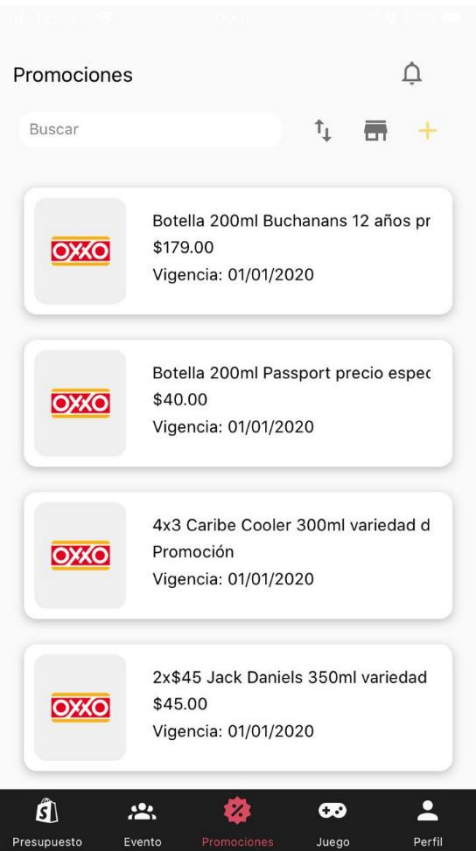 Promociones
Buscar
OXXO
Botella 200ml Buchanans 12 años pr
$179.00
Vigencia: 01/01/2020
OXXO
Botella 200ml Passport precio espec
$40.00
Vigencia: 01/01/2020
OXXO
4x3 Caribe Cooler 300ml variedad d
Promoción
Vigencia: 01/01/2020
OXXO
2x$45 Jack Daniels 350ml variedad
$45.00
Vigencia: 01/01/2020
Presupuesto Evento Promociones Juego Perfil